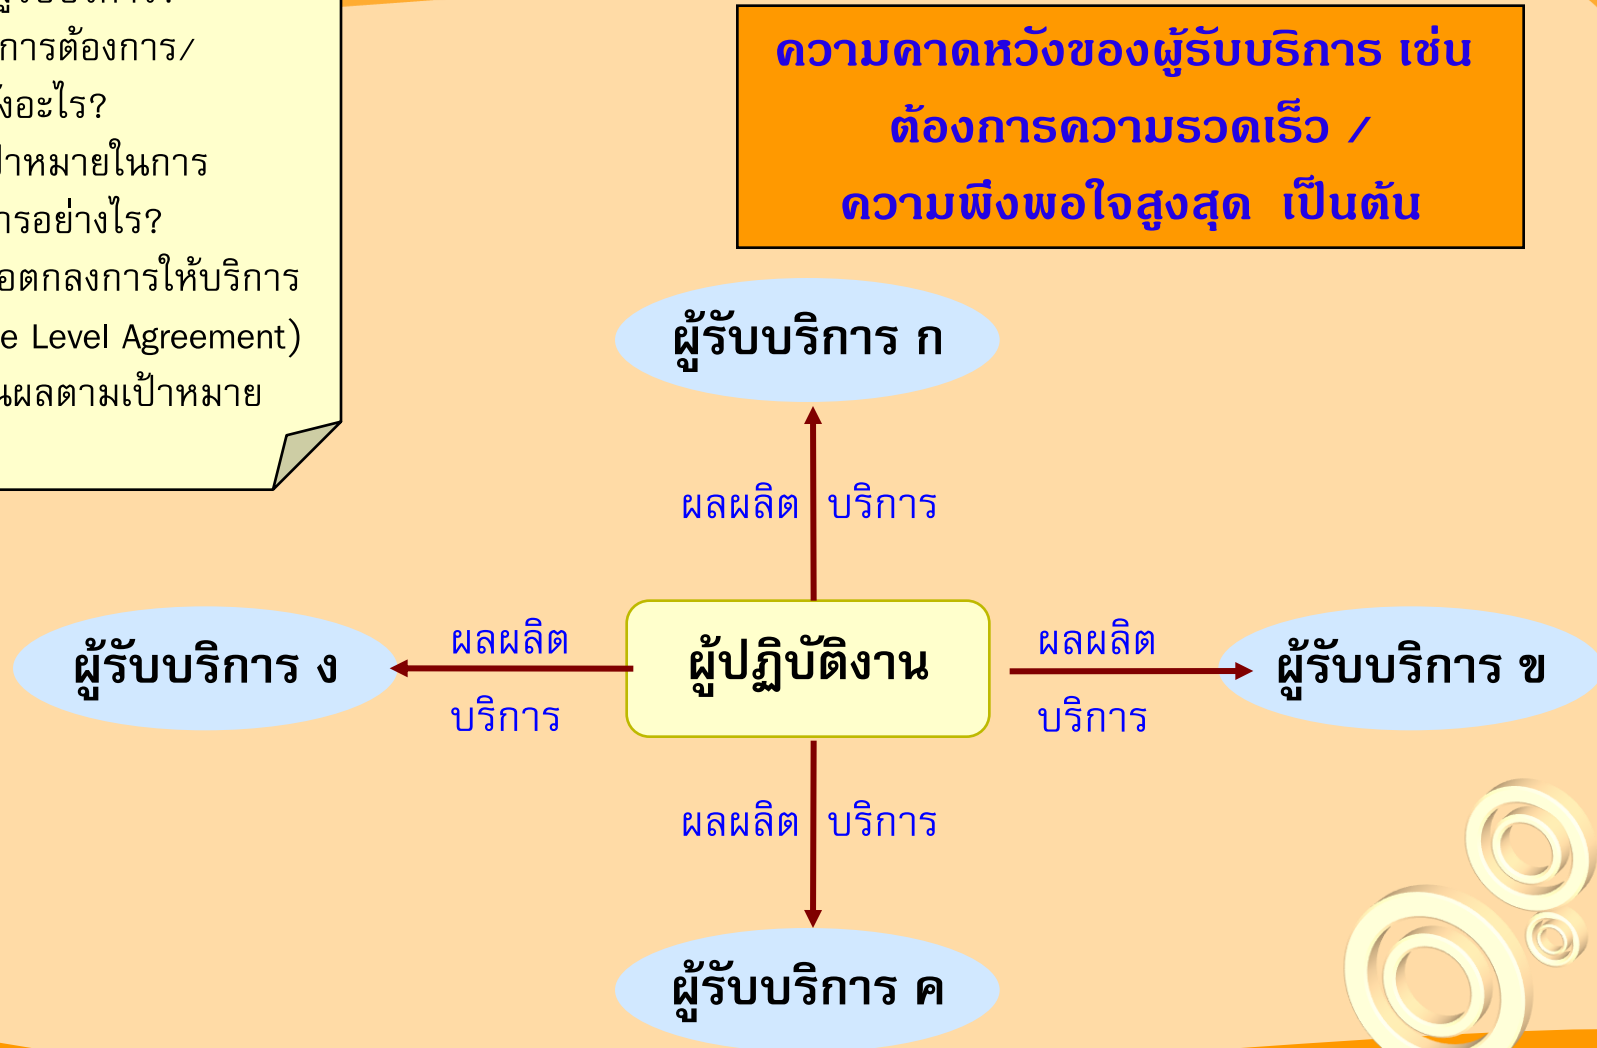 การต้องการ/
อะไร?
หมายในการ
อย่างไร?
ตกลงการให้บริการ
Level Agreement)
ผลตามเป้าหมาย
ความคาดหวังของผู้รับบริการ เช่น
ต้องการความรวดเร็ว /
ความพึงพอใจสูงสุด เป็นต้น
ผู้รับบริการ ก
ผลผลิต บริการ
ผู้รับบริการ ง
ผลผลิต
บริการ
ผู้ปฏิบัติงาน
ผลผลิต
บริการ
ผู้รับบริการ ข
ผลผลิต บริการ
ผู้รับบริการ ค